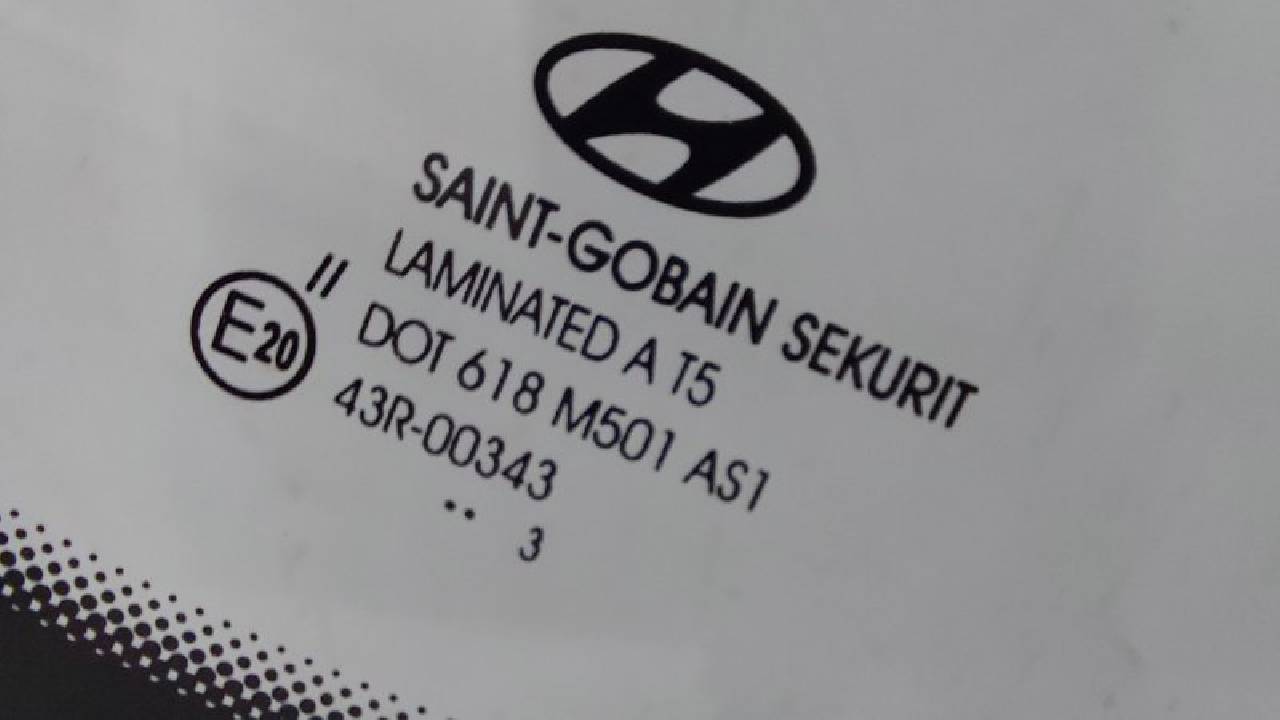 SAINT-GOBAIN SEKURIT
LAMINATED A T5
E20 II
DOT 618 M501 AS1
43R-00343
.. 3